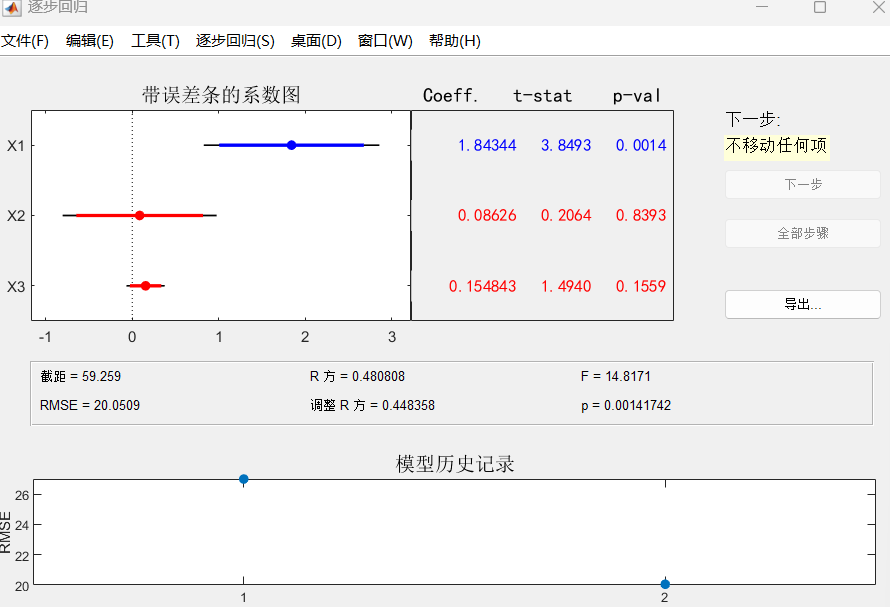 逐步回归
文件(F) 编辑(E) 工具(T) 逐步回归(S) 桌面(D) 窗口(W) 帮助(H)
带误差条的系数图
Coeff. t-stat p-val
X1 1.84344 3.8493 0.0014
X2 0.08626 0.2064 0.8393
X3 0.154843 1.4940 0.1559
-1 0 1 2 3
下一步:
不移动任何项
下一步
全部步骤
导出...
截距 = 59.259 R 方 = 0.480808 F = 14.8171
RMSE = 20.0509 调整 R 方 = 0.448358 p = 0.00141742
模型历史记录
RMSE
26
24
22
20
1 2